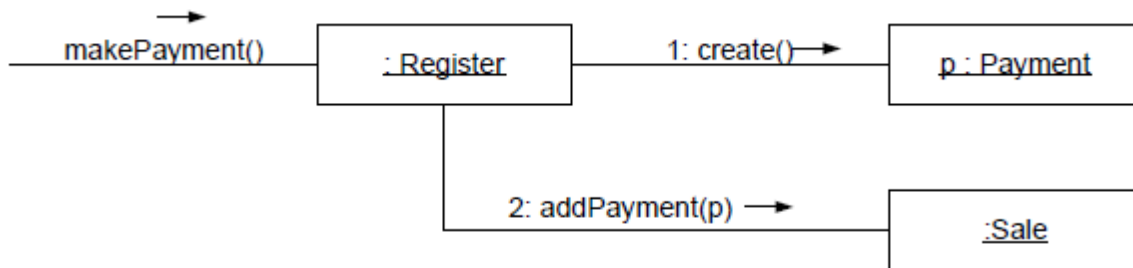 makePayment()
: Register
1: create()
p : Payment
2: addPayment(p)
:Sale